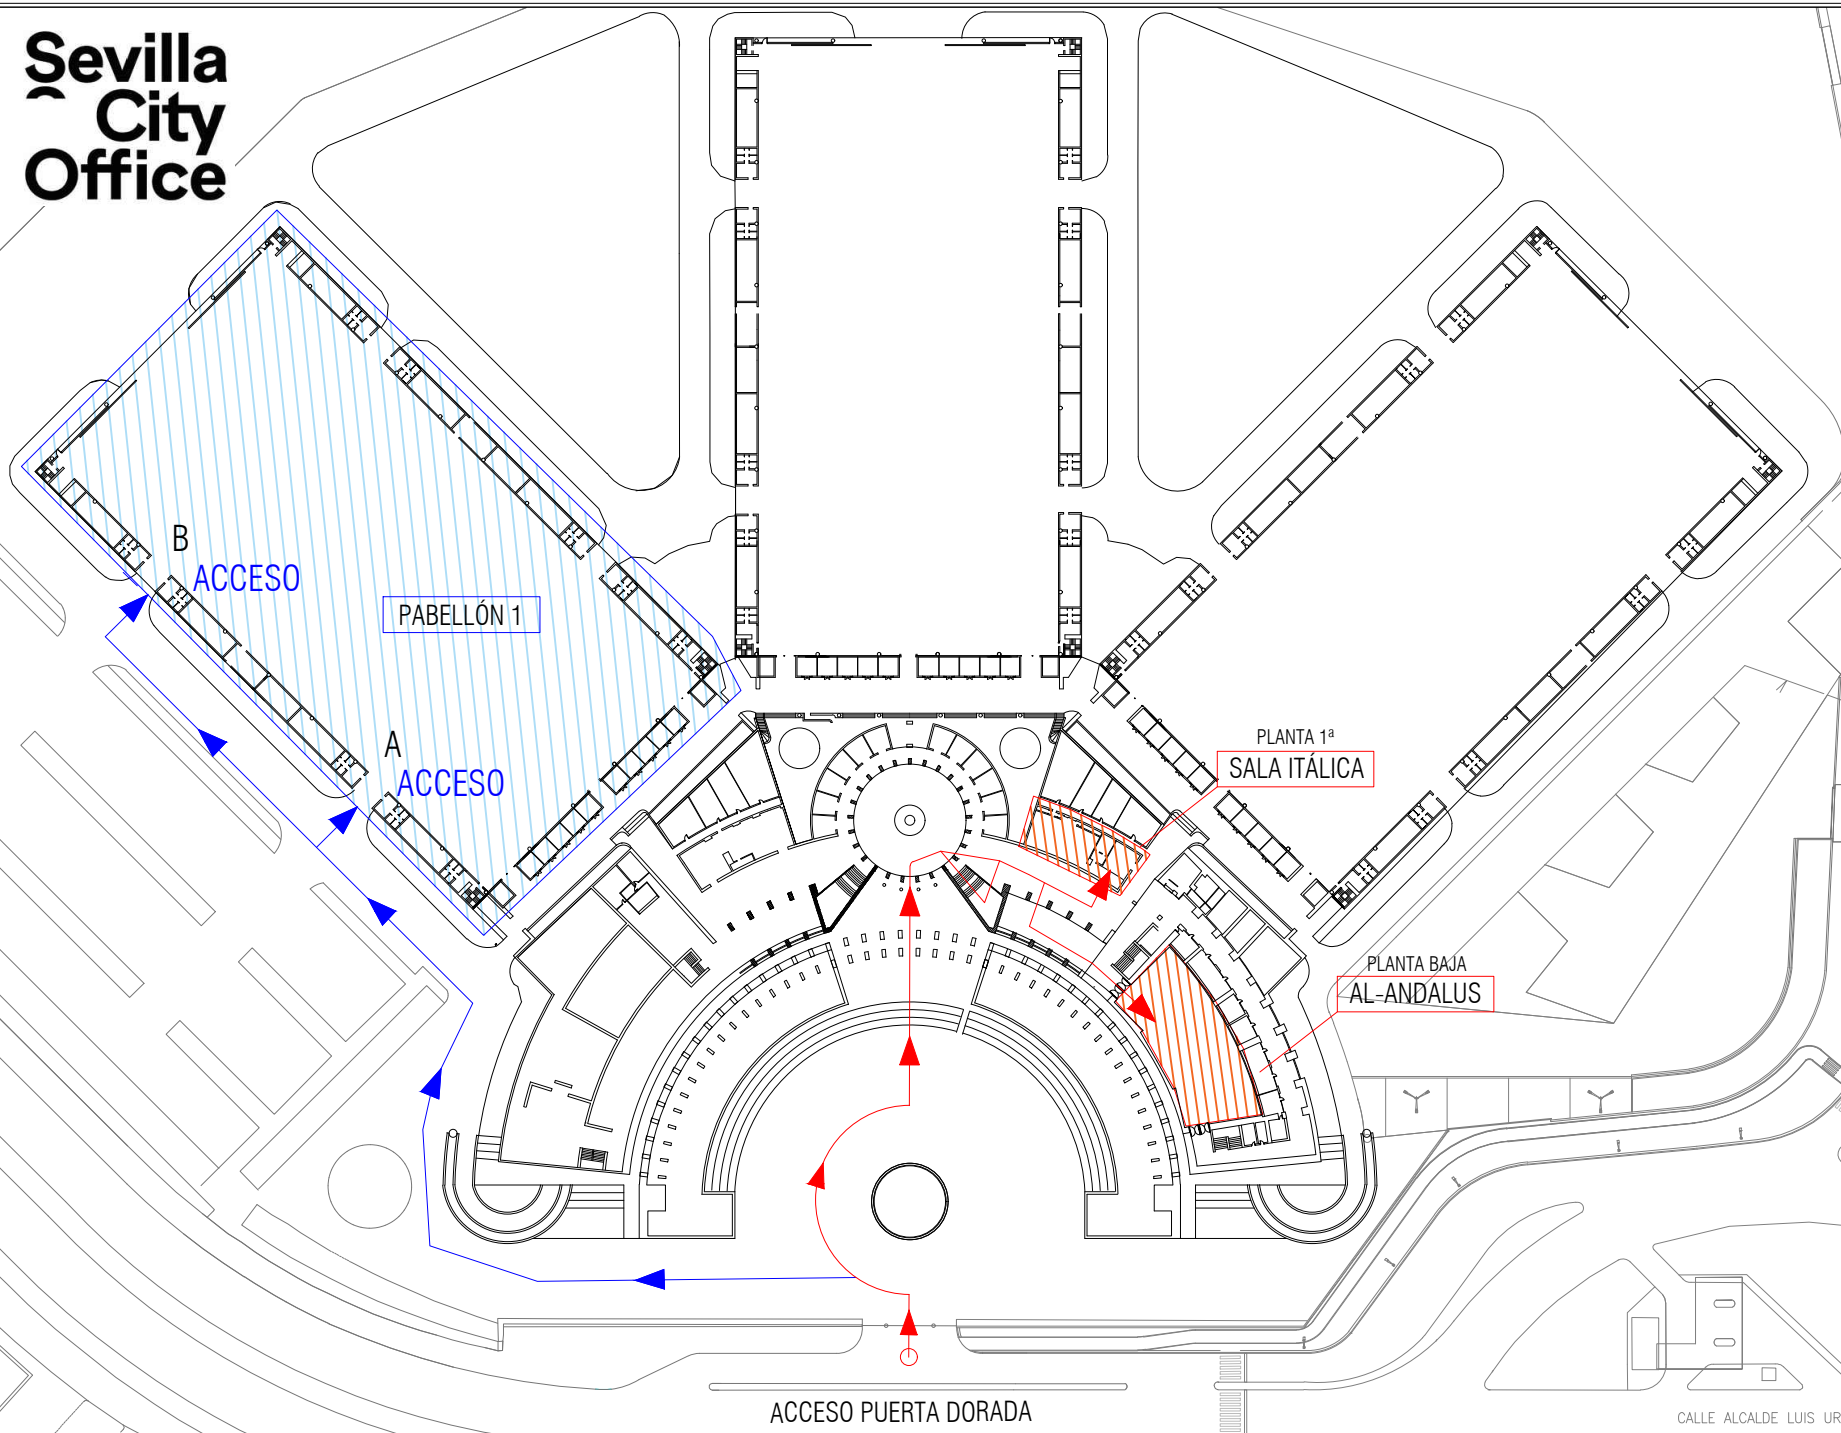 Sevilla
City
Office
B
ACCESO
PABELLÓN 1
A
ACCESO
PLANTA 1ª
SALA ITÁLICA
PLANTA BAJA
AL-ANDALUS
ACCESO PUERTA DORADA
CALLE ALCALDE LUIS UR